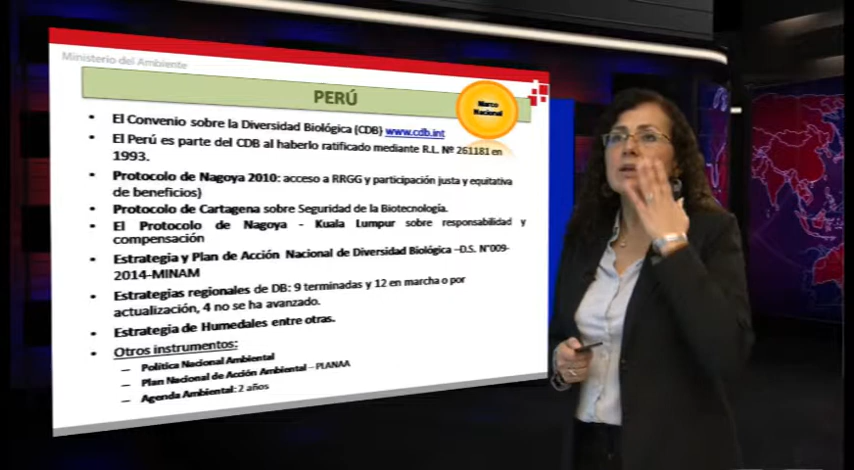 Ministerio del Ambiente
PERÚ
Marco
Nacional
• El Convenio sobre la Diversidad Biológica (CDB) www.cdb.int
• El Perú es parte del CDB al haberlo ratificado mediante R.L. Nº 261181 en
1993.
• Protocolo de Nagoya 2010: acceso a RRGG y participación justa y equitativa
de beneficios)
• Protocolo de Cartagena sobre Seguridad de la Biotecnología.
• El Protocolo de Nagoya - Kuala Lumpur sobre responsabilidad y
compensación
• Estrategia y Plan de Acción Nacional de Diversidad Biológica –D.S. N°009-
2014-MINAM
• Estrategias regionales de DB: 9 terminadas y 12 en marcha o por
actualización, 4 no se ha avanzado.
• Estrategia de Humedales entre otras.
• Otros instrumentos:
– Política Nacional Ambiental
– Plan Nacional de Acción Ambiental – PLANAA
– Agenda Ambiental: 2 años